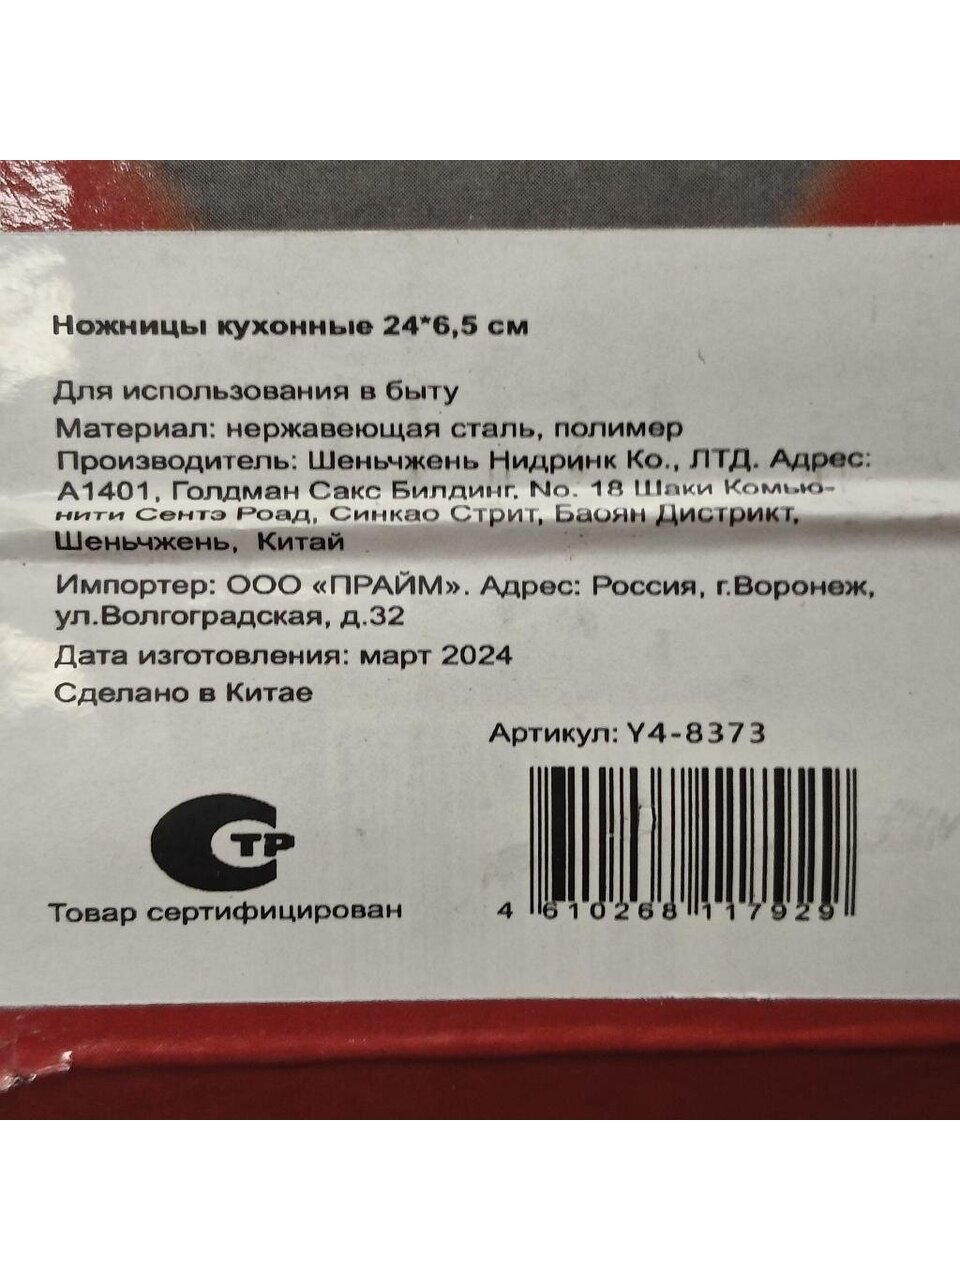 Ножницы кухонные 24*6,5 см
Для использования в быту
Материал: нержавеющая сталь, полимер
Производитель: Шеньчжень Нидринк Ко., ЛТД. Адрес:
А1401, Голдман Сакс Билдинг. No. 18 Шаки Комью-
нити Сентэ Роад, Синкао Стрит, Баоян Дистрикт,
Шеньчжень, Китай
Импортер: ООО «ПРАЙМ». Адрес: Россия, г.Воронеж,
ул.Волгоградская, д.32
Дата изготовления: март 2024
Сделано в Китае
Артикул: Y4-8373
СТР
Товар сертифицирован
4 610268 117929